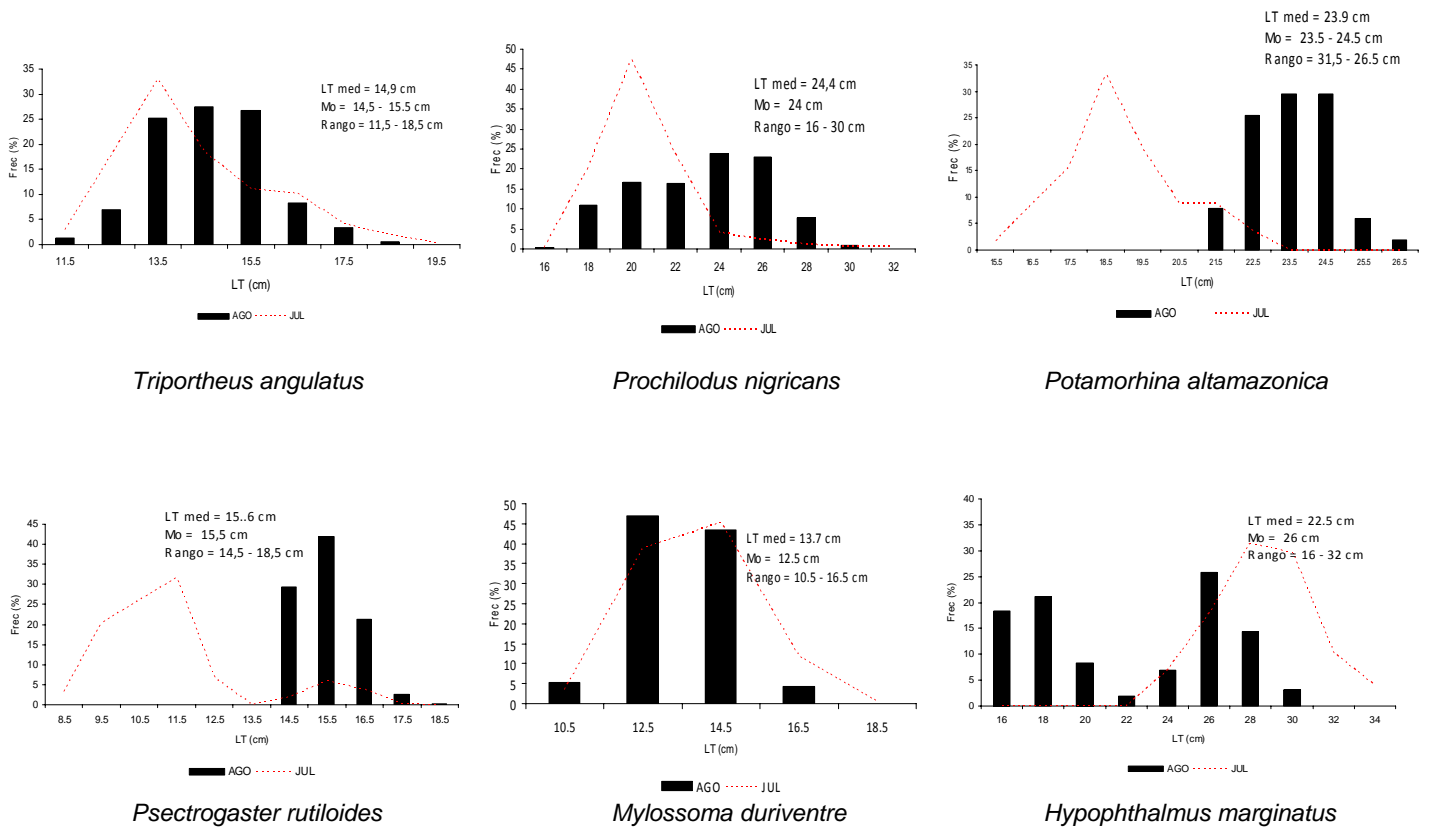 LT med = 14,9 cm
Mo = 14,5 - 15.5 cm
Rango = 11,5 - 18,5 cm
Frec (%)
35
30
25
20
15
10
5
0
11.5 13.5 15.5 17.5 19.5
LT (cm)
AGO JUL
Triportheus angulatus
LT med = 24,4 cm
Mo = 24 cm
Rango = 16 - 30 cm
Frec (%)
50
45
40
35
30
25
20
15
10
5
0
16 18 20 22 24 26 28 30 32
LT (cm)
AGO JUL
Prochilodus nigricans
LT med = 23.9 cm
Mo = 23.5 - 24.5 cm
Rango = 31,5 - 26.5 cm
Frec (%)
35
30
25
20
15
10
5
0
15.5 16.5 17.5 18.5 19.5 20.5 21.5 22.5 23.5 24.5 25.5 26.5
LT (cm)
AGO JUL
Potamorhina altamazonica
LT med = 15..6 cm
Mo = 15,5 cm
Rango = 14,5 - 18,5 cm
Frec (%)
45
40
35
30
25
20
15
10
5
0
8.5 9.5 10.5 11.5 12.5 13.5 14.5 15.5 16.5 17.5 18.5
LT (cm)
AGO JUL
Psectrogaster rutiloides
LT med = 13.7 cm
Mo = 12.5 cm
Rango = 10.5 - 16.5 cm
Frec (%)
50
45
40
35
30
25
20
15
10
5
0
10.5 12.5 14.5 16.5 18.5
LT (cm)
AGO JUL
Mylossoma duriventre
LT med = 22.5 cm
Mo = 26 cm
Rango = 16 - 32 cm
Frec (%)
40
35
30
25
20
15
10
5
0
16 18 20 22 24 26 28 30 32 34
LT (cm)
AGO JUL
Hypophthalmus marginatus